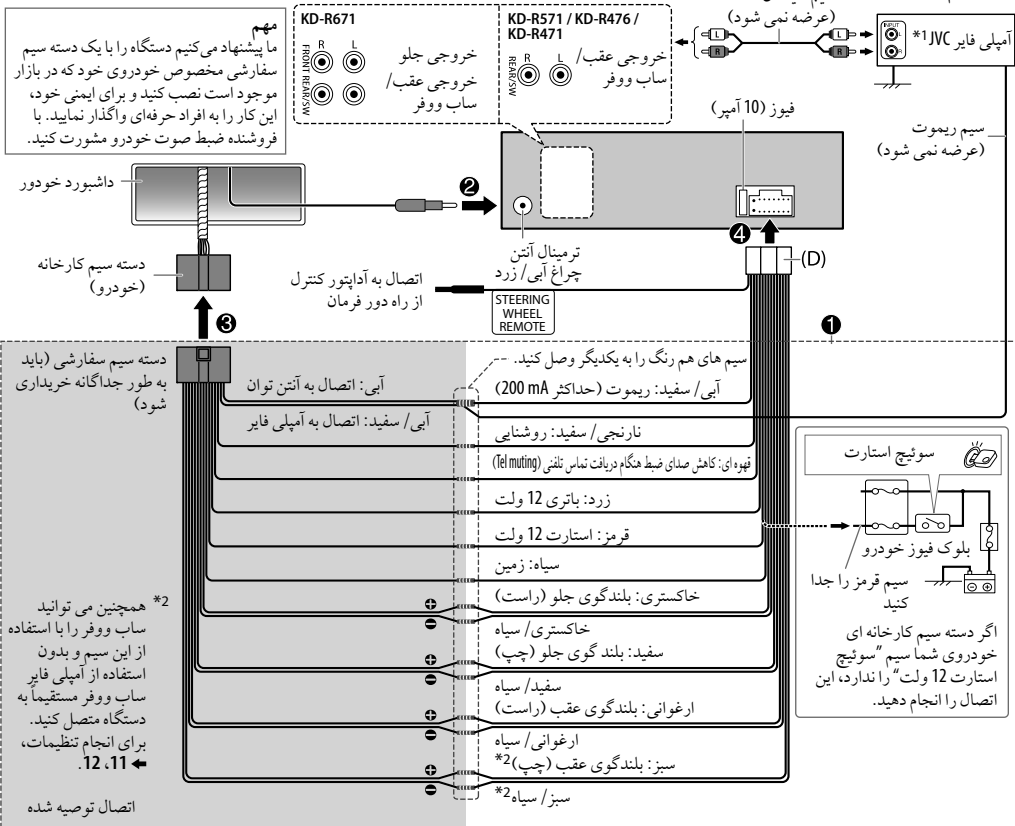 مهم
ما پیشنهاد می‌کنیم دستگاه را با یک دسته سیم
سفارشی مخصوص خودروی خود که در بازار
موجود است نصب کنید و برای ایمنی خود،
این کار را به افراد حرفه‌ای واگذار نمایید. با
فروشنده ضبط صوت خودرو مشورت کنید.
KD-R671
R L
FRONT
REAR/SW
خروجی جلو
خروجی عقب/
ساب ووفر
KD-R571 / KD-R476 /
KD-R471
R L
REAR/SW
خروجی عقب/
ساب ووفر
(عرضه نمی شود)
L
R
L
R
INPUT
L
R
آمپلی فایر JVC *1
سیم ریموت
(عرضه نمی شود)
فیوز (10 آمپر)
داشبورد خودور
2
ترمینال آنتن
4
(D)
دسته سیم کارخانه
(خودرو)
3
چراغ آبی/ زرد
اتصال به آداپتور کنترل
از راه دور فرمان
STEERING
WHEEL
REMOTE
1
دسته سیم سفارشی (باید
به طور جداگانه خریداری
شود)
سیم های هم رنگ را به یکدیگر وصل کنید.
آبی: اتصال به آنتن توان
آبی/ سفید: ریموت (حداکثر 200 mA)
آبی/ سفید: اتصال به آمپلی فایر
نارنجی/ سفید: روشنایی
قهوه ای: کاهش صدای ضبط هنگام دریافت تماس تلفنی (Tel muting)
زرد: باتری 12 ولت
قرمز: استارت 12 ولت
سیاه: زمین
خاکستری: بلندگوی جلو (راست)
خاکستری/ سیاه
سفید: بلند گوی جلو (چپ)
سفید/ سیاه
ارغوانی: بلندگوی عقب (راست)
ارغوانی/ سیاه
سبز: بلندگوی عقب (چپ)*2
سبز/ سیاه*2
*2 همچنین می توانید
ساب ووفر را با استفاده
از این سیم و بدون
استفاده از آمپلی فایر
ساب ووفر مستقیماً به
دستگاه متصل کنید.
برای انجام تنظیمات،
➜ 11، 12.
اتصال توصیه شده
سوئیچ استارت
بلوک فیوز خودرو
سیم قرمز را جدا
کنید
اگر دسته سیم کارخانه ای
خودروی شما سیم "سوئیچ
استارت 12 ولت" را ندارد، این
اتصال را انجام دهید.